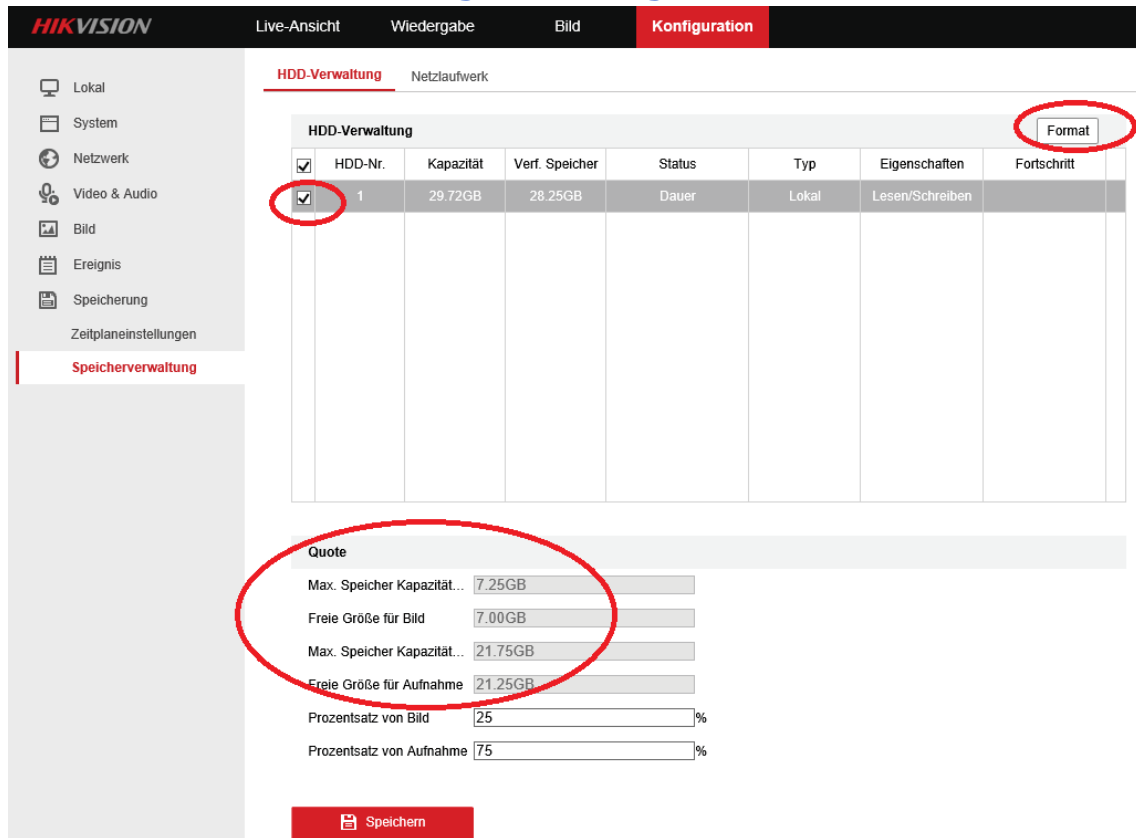 HIKVISION Live-Ansicht Wiedergabe Bild Konfiguration
HDD-Verwaltung Netzlaufwerk
Lokal
System
Netzwerk
Video & Audio
Bild
Ereignis
Speicherung
Zeitplaneinstellungen
Speicherverwaltung
HDD-Verwaltung Format
HDD-Nr. Kapazität Verf. Speicher Status Typ Eigenschaften Fortschritt
1 29.72GB 28.25GB Dauer Lokal Lesen/Schreiben
Quote
Max. Speicher Kapazität... 7.25GB
Freie Größe für Bild 7.00GB
Max. Speicher Kapazität... 21.75GB
Freie Größe für Aufnahme 21.25GB
Prozentsatz von Bild 25 %
Prozentsatz von Aufnahme 75 %
Speichern